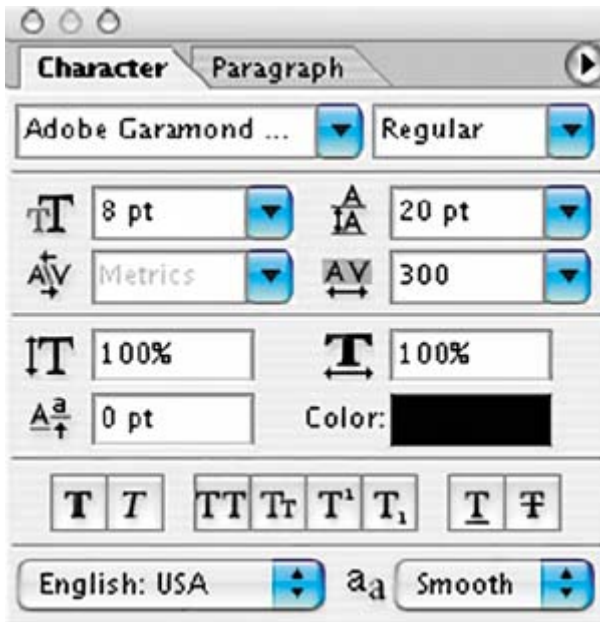 Character Paragraph
Adobe Garamond ... Regular
8 pt 20 pt
Metrics 300
100% 100%
0 pt Color:
T T TT Tr T¹ T₁ T T
English: USA aa Smooth